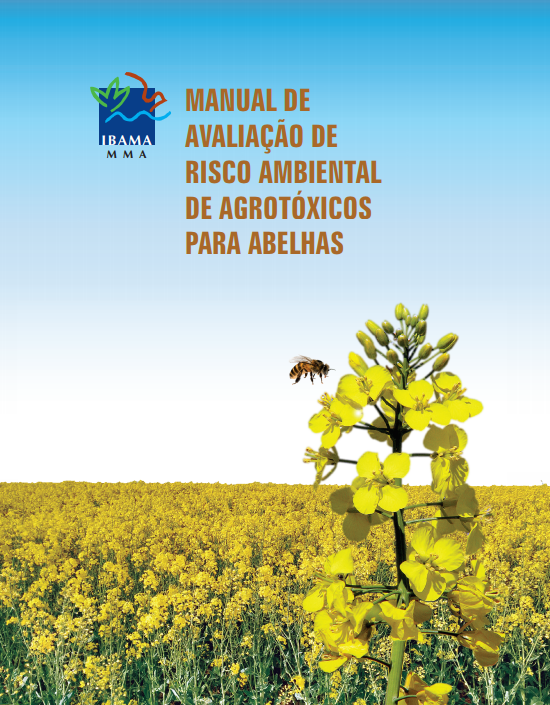 IBAMA
MMA
MANUAL DE
AVALIAÇÃO DE
RISCO AMBIENTAL
DE AGROTÓXICOS
PARA ABELHAS